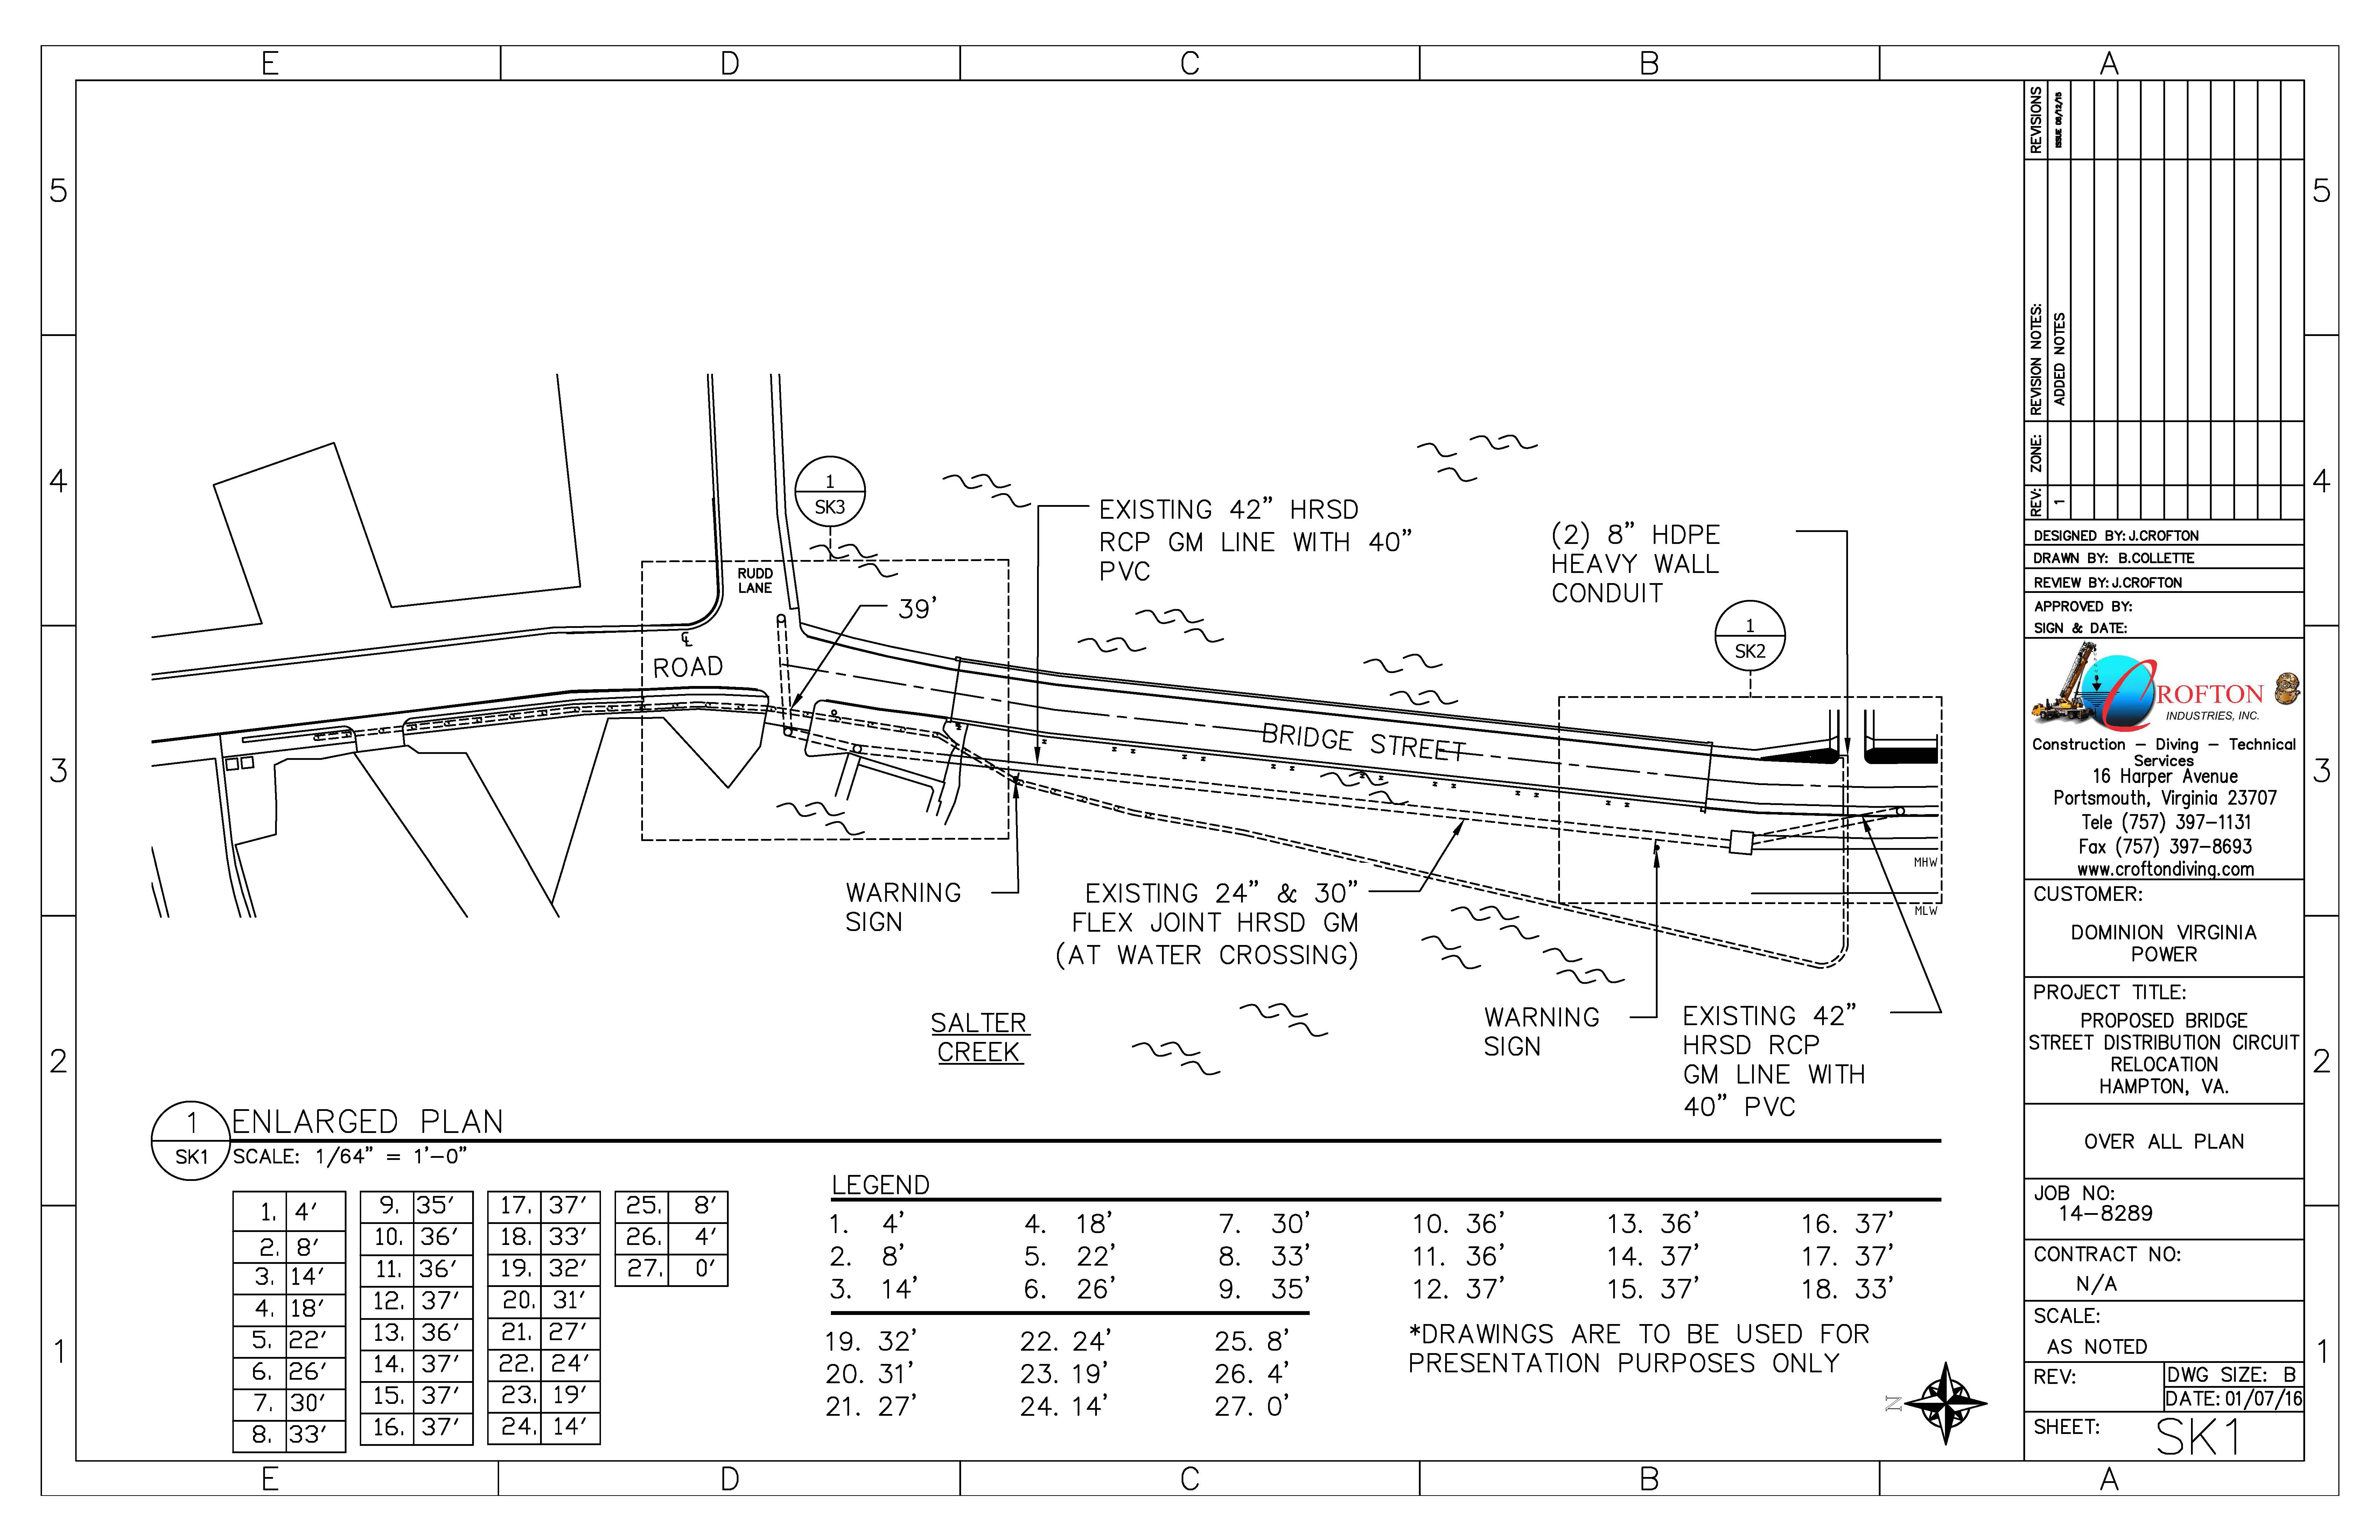 E D C B A
5
4
3
2
1
5
4
3
2
1
E D C B A
1
SK3
RUDD
LANE
39'
℄
ROAD
EXISTING 42" HRSD
RCP GM LINE WITH 40"
PVC
(2) 8" HDPE
HEAVY WALL
CONDUIT
1
SK2
BRIDGE STREET
MHW
MLW
WARNING
SIGN
EXISTING 24" & 30"
FLEX JOINT HRSD GM
(AT WATER CROSSING)
WARNING
SIGN
EXISTING 42"
HRSD RCP
GM LINE WITH
40" PVC
SALTER
CREEK
1
SK1
ENLARGED PLAN
SCALE: 1/64" = 1'-0"
1. 4'
2. 8'
3. 14'
4. 18'
5. 22'
6. 26'
7. 30'
8. 33'
9. 35'
10. 36'
11. 36'
12. 37'
13. 36'
14. 37'
15. 37'
16. 37'
17. 37'
18. 33'
19. 32'
20. 31'
21. 27'
22. 24'
23. 19'
24. 14'
25. 8'
26. 4'
27. 0'
LEGEND
1. 4' 4. 18' 7. 30' 10. 36' 13. 36' 16. 37'
2. 8' 5. 22' 8. 33' 11. 36' 14. 37' 17. 37'
3. 14' 6. 26' 9. 35' 12. 37' 15. 37' 18. 33'
19. 32' 22. 24' 25. 8'
20. 31' 23. 19' 26. 4'
21. 27' 24. 14' 27. 0'
*DRAWINGS ARE TO BE USED FOR
PRESENTATION PURPOSES ONLY
N
REV: ZONE: REVISION NOTES: REVISIONS
1 ADDED NOTES ISSUE
DESIGNED BY: J.CROFTON
DRAWN BY: B.COLLETTE
REVIEW BY: J.CROFTON
APPROVED BY:
SIGN & DATE:
CROFTON
INDUSTRIES, INC.
Construction - Diving - Technical
Services
16 Harper Avenue
Portsmouth, Virginia 23707
Tele (757) 397-1131
Fax (757) 397-8693
www.croftondiving.com
CUSTOMER:
DOMINION VIRGINIA
POWER
PROJECT TITLE:
PROPOSED BRIDGE
STREET DISTRIBUTION CIRCUIT
RELOCATION
HAMPTON, VA.
OVER ALL PLAN
JOB NO:
14-8289
CONTRACT NO:
N/A
SCALE:
AS NOTED
REV:
DWG SIZE: B
DATE: 01/07/16
SHEET:
SK1